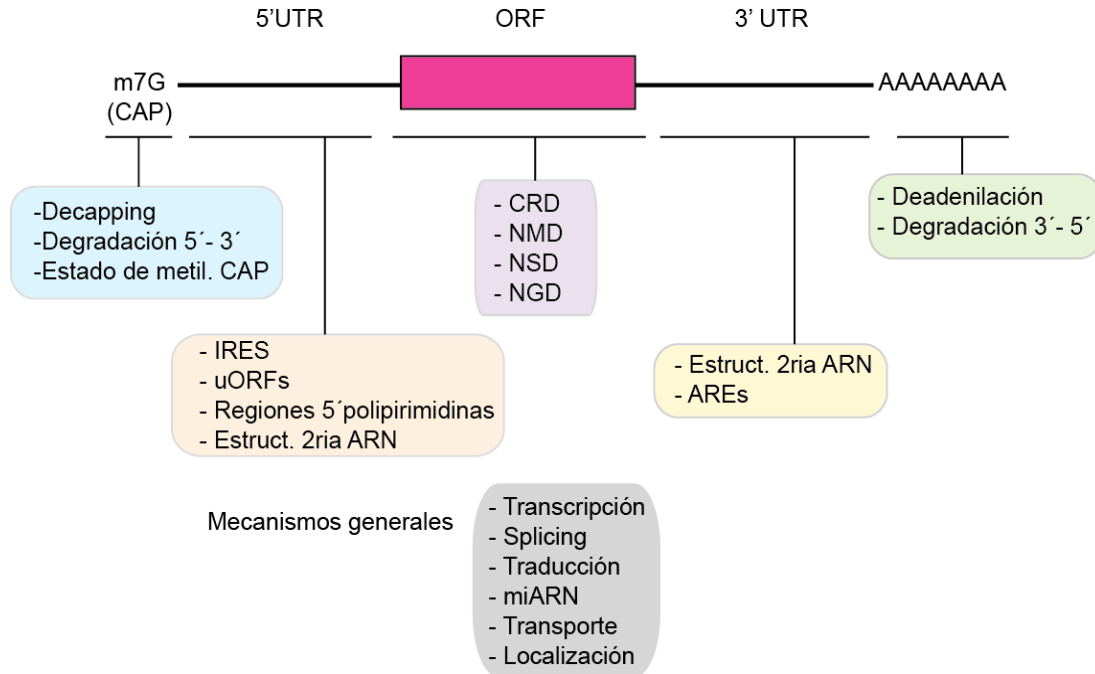 5'UTR
ORF
3' UTR
m7G
(CAP)
AAAAAAAA
-Decapping
-Degradación 5´- 3´
-Estado de metil. CAP
- CRD
- NMD
- NSD
- NGD
- Deadenilación
- Degradación 3´- 5´
- IRES
- uORFs
- Regiones 5´polipirimidinas
- Estruct. 2ria ARN
- Estruct. 2ria ARN
- AREs
Mecanismos generales
- Transcripción
- Splicing
- Traducción
- miARN
- Transporte
- Localización